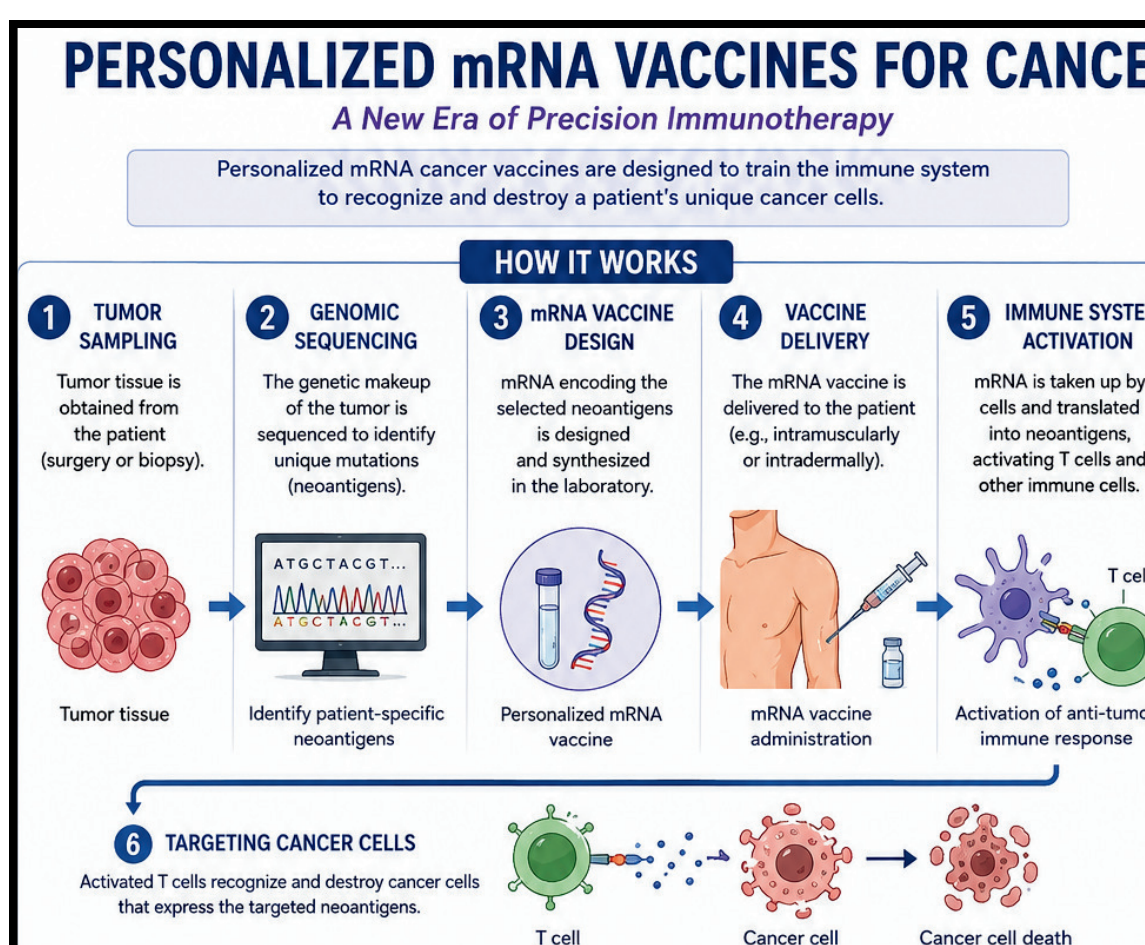 PERSONALIZED mRNA VACCINES FOR CANCE
A New Era of Precision Immunotherapy
Personalized mRNA cancer vaccines are designed to train the immune system
to recognize and destroy a patient's unique cancer cells.
HOW IT WORKS
1 TUMOR
SAMPLING
Tumor tissue is
obtained from
the patient
(surgery or biopsy).
Tumor tissue
2 GENOMIC
SEQUENCING
The genetic makeup
of the tumor is
sequenced to identify
unique mutations
(neoantigens).
ATGCTACGT...
ATGCTACGT...
Identify patient-specific
neoantigens
3 mRNA VACCINE
DESIGN
mRNA encoding the
selected neoantigens
is designed
and synthesized
in the laboratory.
Personalized mRNA
vaccine
4 VACCINE
DELIVERY
The mRNA vaccine is
delivered to the patient
(e.g., intramuscularly
or intradermally).
mRNA vaccine
administration
5 IMMUNE SYSTE
ACTIVATION
mRNA is taken up by
cells and translated
into neoantigens,
activating T cells and
other immune cells.
T cel
Activation of anti-tumo
immune response
6 TARGETING CANCER CELLS
Activated T cells recognize and destroy cancer cells
that express the targeted neoantigens.
T cell
Cancer cell
Cancer cell death